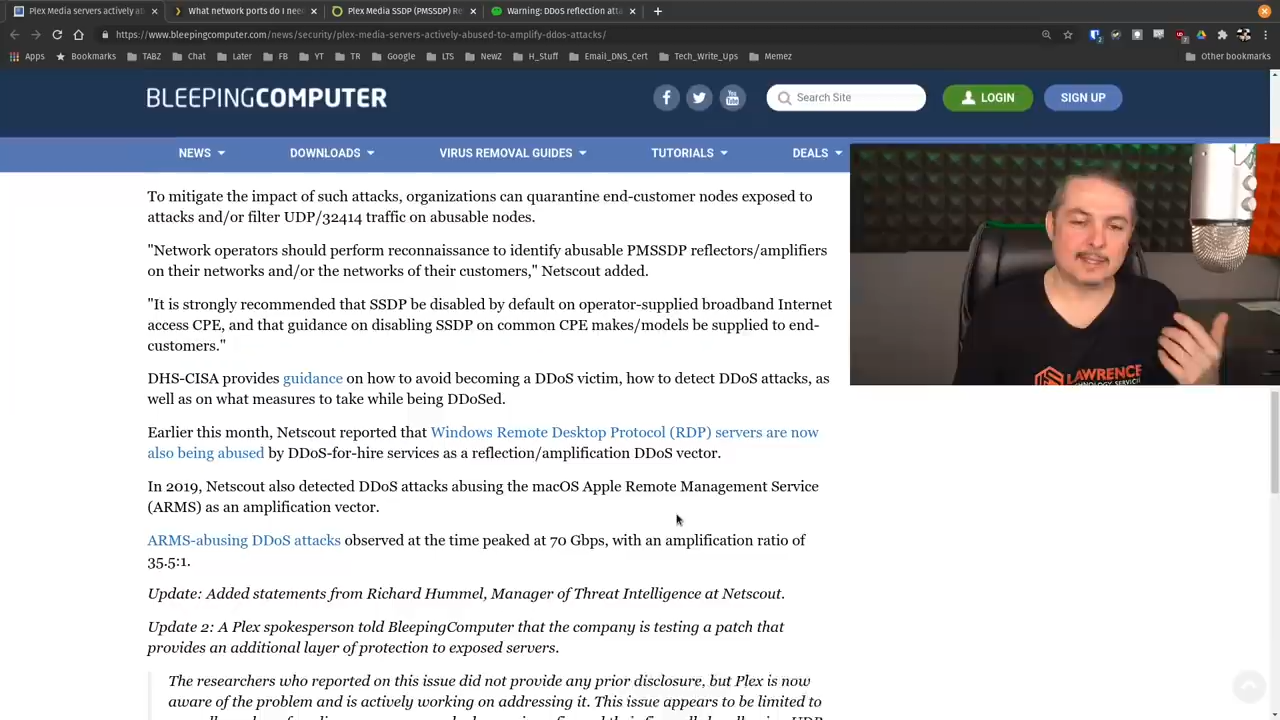 Plex Media servers actively a
What network ports do I nee
Plex Media SSDP (PMSSDP) Re
Warning: DDos reflection atta
https://www.bleepingcomputer.com/news/security/plex-media-servers-actively-abused-to-amplify-ddos-attacks/
Apps Bookmarks TABZ Chat Later FB YT TR Google LTS NewZ H_Stuff Email_DNS_Cert Tech_Write_Ups Memez Other bookmarks
BLEEPINGCOMPUTER
Search Site
LOGIN
SIGN UP
NEWS DOWNLOADS VIRUS REMOVAL GUIDES TUTORIALS DEALS
To mitigate the impact of such attacks, organizations can quarantine end-customer nodes exposed to
attacks and/or filter UDP/32414 traffic on abusable nodes.
"Network operators should perform reconnaissance to identify abusable PMSSDP reflectors/amplifiers
on their networks and/or the networks of their customers," Netscout added.
"It is strongly recommended that SSDP be disabled by default on operator-supplied broadband Internet
access CPE, and that guidance on disabling SSDP on common CPE makes/models be supplied to end-
customers."
DHS-CISA provides guidance on how to avoid becoming a DDoS victim, how to detect DDoS attacks, as
well as on what measures to take while being DDoSed.
Earlier this month, Netscout reported that Windows Remote Desktop Protocol (RDP) servers are now
also being abused by DDoS-for-hire services as a reflection/amplification DDoS vector.
In 2019, Netscout also detected DDoS attacks abusing the macOS Apple Remote Management Service
(ARMS) as an amplification vector.
ARMS-abusing DDoS attacks observed at the time peaked at 70 Gbps, with an amplification ratio of
35.5:1.
Update: Added statements from Richard Hummel, Manager of Threat Intelligence at Netscout.
Update 2: A Plex spokesperson told BleepingComputer that the company is testing a patch that
provides an additional layer of protection to exposed servers.
The researchers who reported on this issue did not provide any prior disclosure, but Plex is now
aware of the problem and is actively working on addressing it. This issue appears to be limited to
LAWRENCE